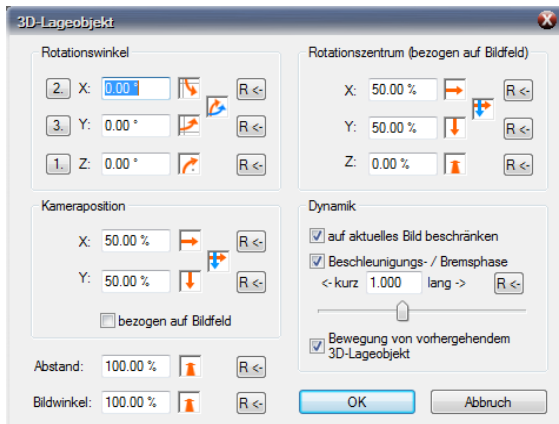 3D-Lageobjekt
Rotationswinkel
2. X: 0.00 ° R <-
3. Y: 0.00 ° R <-
1. Z: 0.00 ° R <-
Kameraposition
X: 50.00 % R <-
Y: 50.00 % R <-
bezogen auf Bildfeld
Abstand: 100.00 % R <-
Bildwinkel: 100.00 % R <-
Rotationszentrum (bezogen auf Bildfeld)
X: 50.00 % R <-
Y: 50.00 % R <-
Z: 0.00 % R <-
Dynamik
auf aktuelles Bild beschränken
Beschleunigungs- / Bremsphase
<- kurz 1.000 lang -> R <-
Bewegung von vorhergehendem
3D-Lageobjekt
OK Abbruch